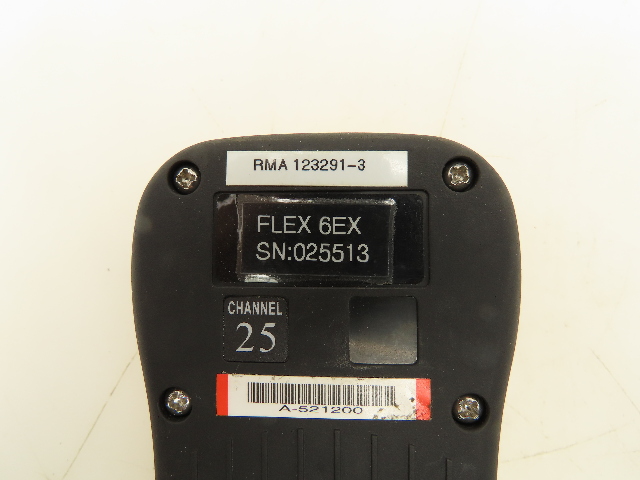 RMA 123291-3
FLEX 6EX
SN:025513
CHANNEL
25
A-521200